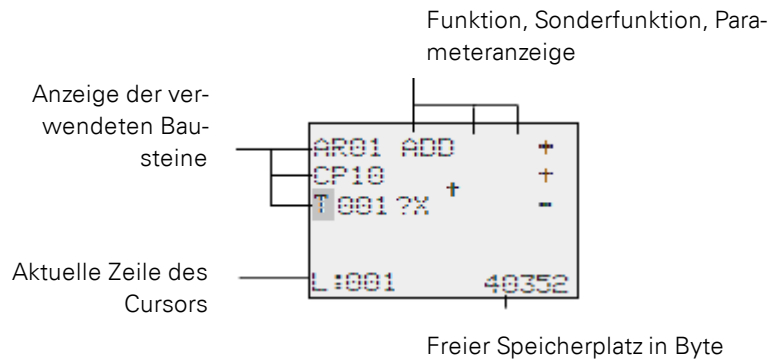 Funktion, Sonderfunktion, Para-
meteranzeige
Anzeige der ver-
wendeten Bau-
steine
AR01 ADD +
CP10 +
T 001 ?X -
Aktuelle Zeile des
Cursors
L:001 40352
Freier Speicherplatz in Byte